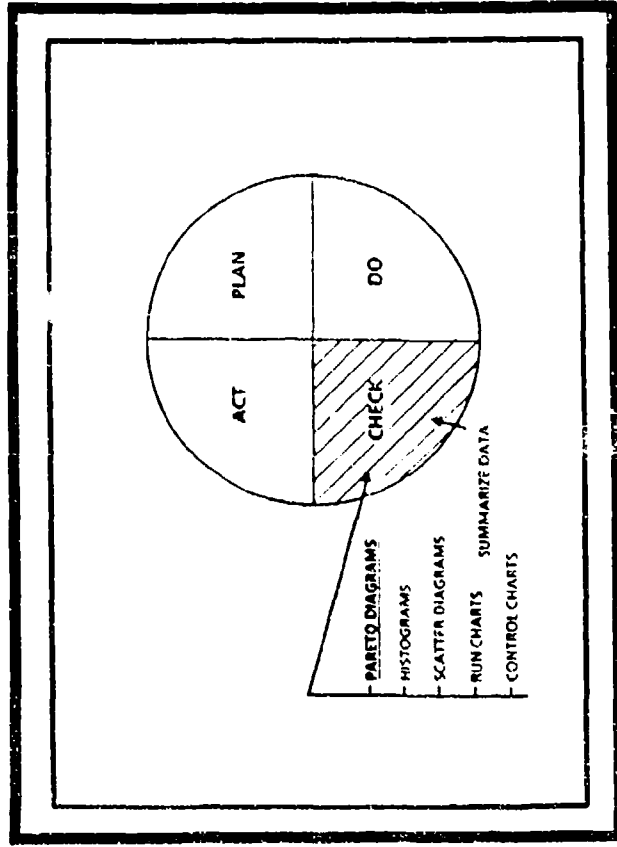 ACT
PLAN
CHECK
DO
SUMMARIZE DATA
PARETO DIAGRAMS
HISTOGRAMS
SCATTER DIAGRAMS
RUN CHARTS
CONTROL CHARTS